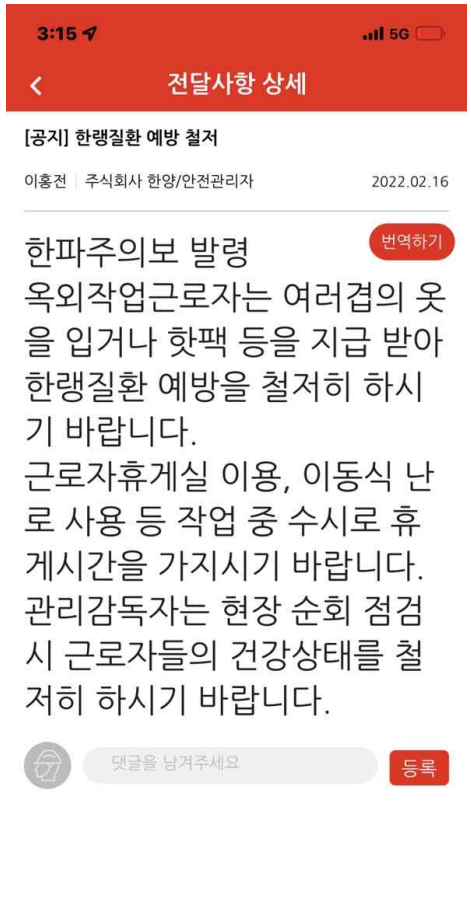 3:15
5G
전달사항 상세
[공지] 한랭질환 예방 철저
이홍전 주식회사 한양/안전관리자 2022.02.16
번역하기
한파주의보 발령
옥외작업근로자는 여러겹의 옷
을 입거나 핫팩 등을 지급 받아
한랭질환 예방을 철저히 하시
기 바랍니다.
근로자휴게실 이용, 이동식 난
로 사용 등 작업 중 수시로 휴
게시간을 가지시기 바랍니다.
관리감독자는 현장 순회 점검
시 근로자들의 건강상태를 철
저히 하시기 바랍니다.
댓글을 남겨주세요
등록